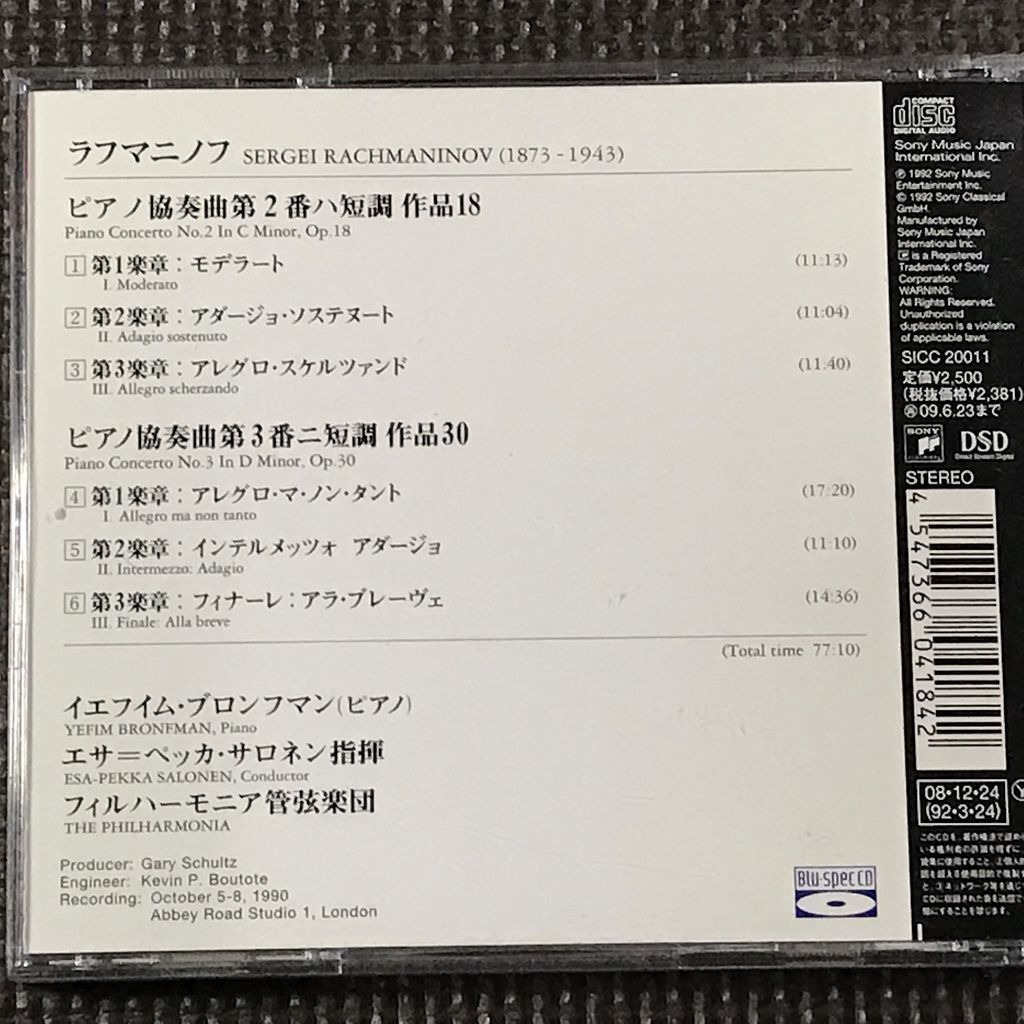 ラフマニノフ SERGEI RACHMANINOV (1873 - 1943)
ピアノ協奏曲第2番ハ短調 作品18
Piano Concerto No.2 In C Minor, Op.18
1 第1楽章：モデラート (11:13)
I. Moderato
2 第2楽章：アダージョ・ソステヌート (11:04)
II. Adagio sostenuto
3 第3楽章：アレグロ・スケルツァンド (11:40)
III. Allegro scherzando
ピアノ協奏曲第3番ニ短調 作品30
Piano Concerto No.3 In D Minor, Op.30
4 第1楽章：アレグロ・マ・ノン・タント (17:20)
I. Allegro ma non tanto
5 第2楽章：インテルメッツォ アダージョ (11:10)
II. Intermezzo: Adagio
6 第3楽章：フィナーレ：アラ・ブレーヴェ (14:36)
III. Finale: Alla breve
(Total time 77:10)
イエフイム・ブロンフマン(ピアノ)
YEFIM BRONFMAN, Piano
エサ＝ペッカ・サロネン指揮
ESA-PEKKA SALONEN, Conductor
フィルハーモニア管弦楽団
THE PHILHARMONIA
Producer: Gary Schultz
Engineer: Kevin P. Boutote
Recording: October 5-8, 1990
Abbey Road Studio 1, London
Blu-spec CD
COMPACT
disc
DIGITAL AUDIO
Sony Music Japan
International Inc.
℗ 1992 Sony Music
Entertainment Inc.
© 1992 Sony Classical
GmbH.
Manufactured by
Sony Music Japan
International Inc.
is a Registered
Trademark of Sony
Corporation.
WARNING:
All Rights Reserved.
Unauthorized
duplication is a violation
of applicable laws.
SICC 20011
定価¥2,500
(税抜価格¥2,381)
㊢09.6.23まで
SONY
DSD
Direct Stream Digital
STEREO
4 547366 041842
08・12・24
(92・3・24)